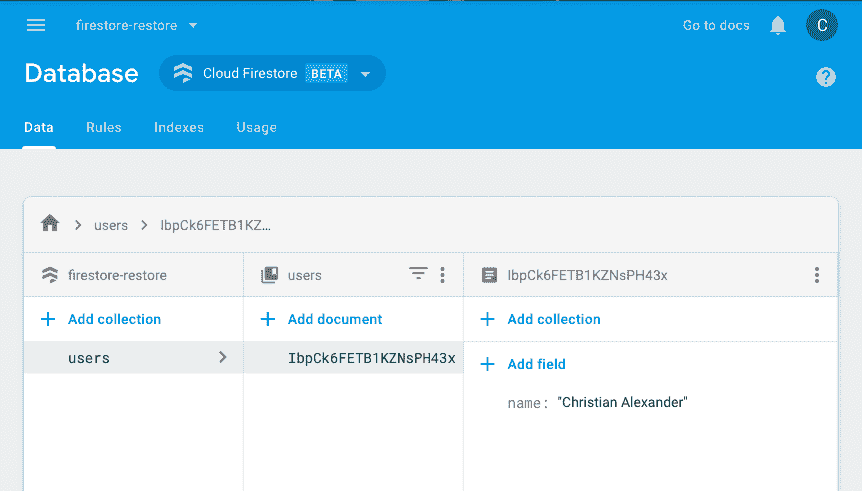 firestore-restore
Go to docs
C
Database
Cloud Firestore BETA
?
Data Rules Indexes Usage
users IbpCk6FETB1KZ...
firestore-restore
users
IbpCk6FETB1KZNsPH43x
Add collection
Add document
Add collection
users
IbpCk6FETB1KZNsPH43x
Add field
name: "Christian Alexander"